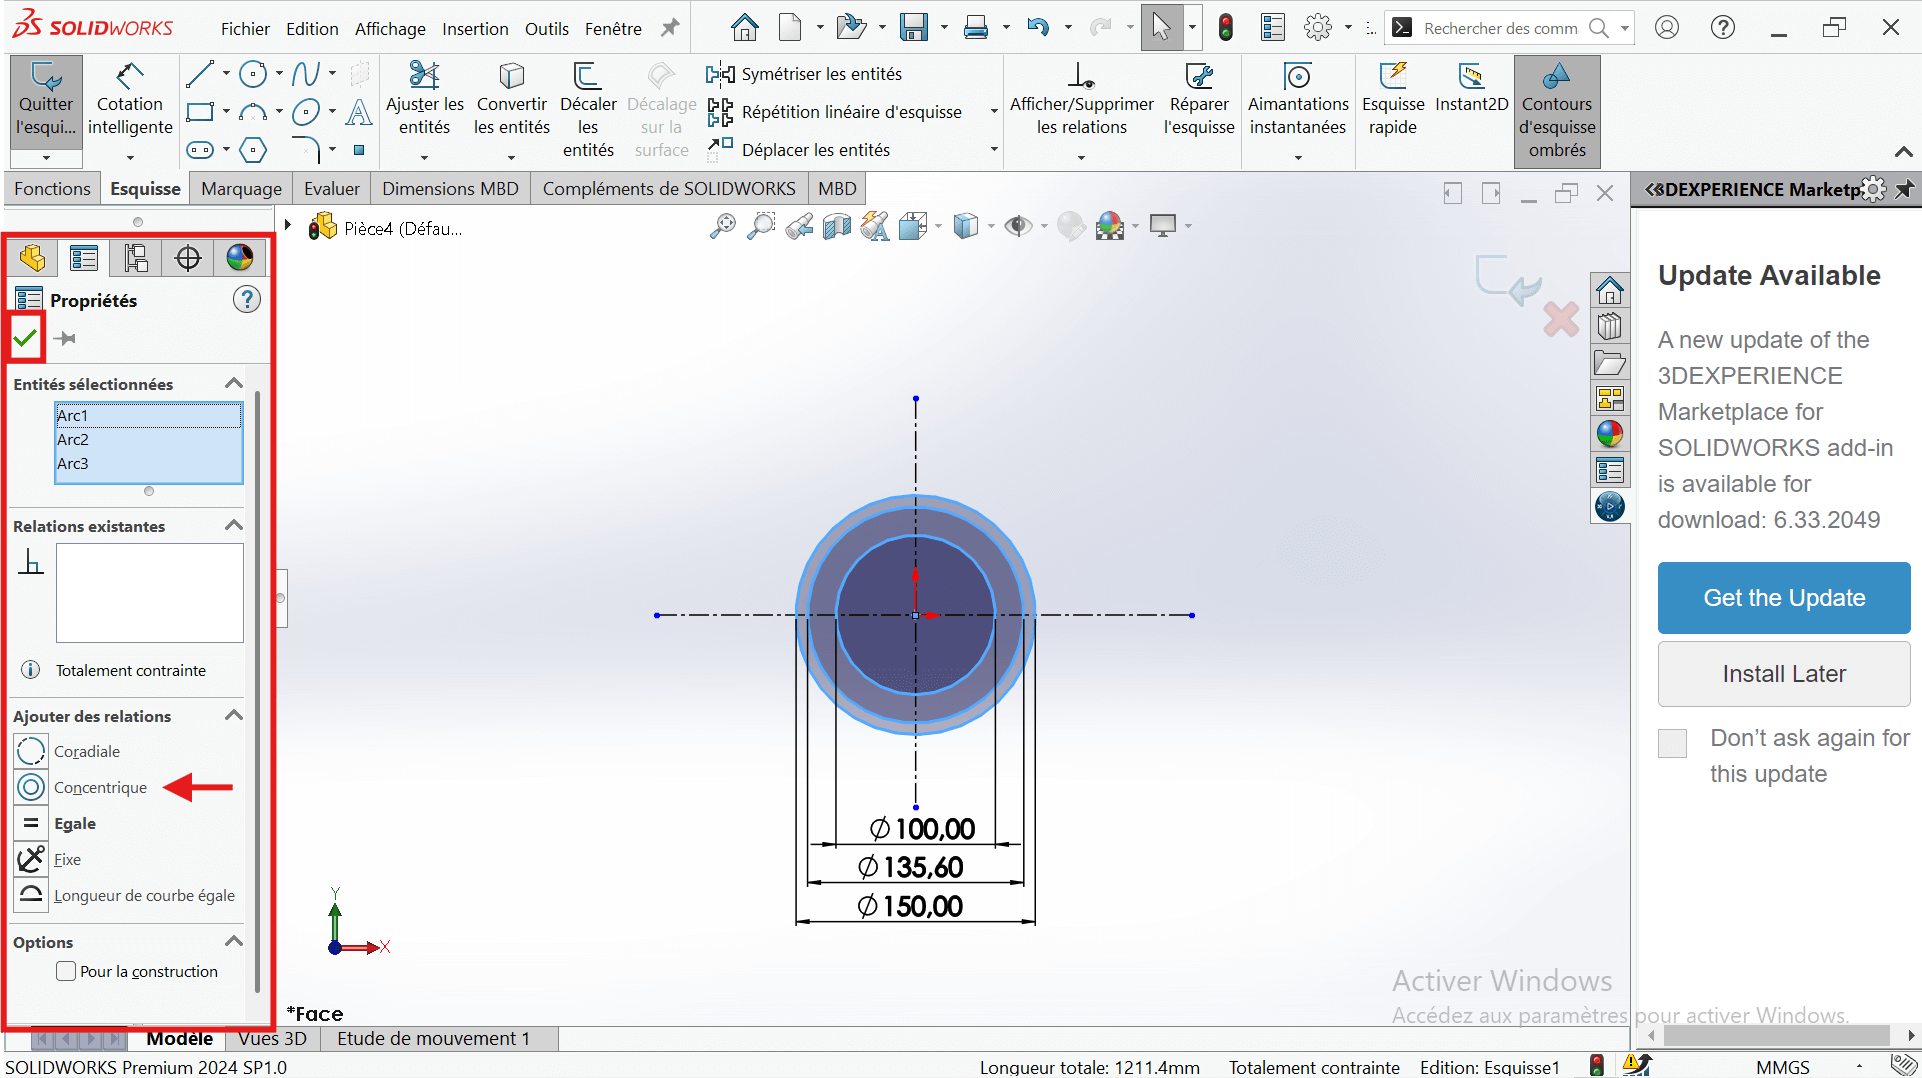 SOLIDWORKS
Fichier Edition Affichage Insertion Outils Fenêtre
Rechercher des comm
Quitter l'esqui...
Cotation intelligente
Ajuster les entités
Convertir les entités
Décaler les entités
Décalage sur la surface
Symétriser les entités
Répétition linéaire d'esquisse
Déplacer les entités
Afficher/Supprimer les relations
Réparer l'esquisse
Aimantations instantanées
Esquisse rapide
Instant2D
Contours d'esquisse ombrés
Fonctions Esquisse Marquage Evaluer Dimensions MBD Compléments de SOLIDWORKS MBD
Pièce4 (Défau...
Propriétés
Entités sélectionnées
Arc1
Arc2
Arc3
Relations existantes
Totalement contrainte
Ajouter des relations
Coradiale
Concentrique
Egale
Fixe
Longueur de courbe égale
Options
Pour la construction
Ø100,00
Ø135,60
Ø150,00
Y
X
*Face
DEXPERIENCE Marketp
Update Available
A new update of the
3DEXPERIENCE
Marketplace for
SOLIDWORKS add-in
is available for
download: 6.33.2049
Get the Update
Install Later
Don't ask again for
this update
Activer Windows
Accédez aux paramètres pour activer Windows.
Modèle Vues 3D Etude de mouvement 1
SOLIDWORKS Premium 2024 SP1.0
Longueur totale: 1211.4mm Totalement contrainte Edition: Esquisse1 MMGS